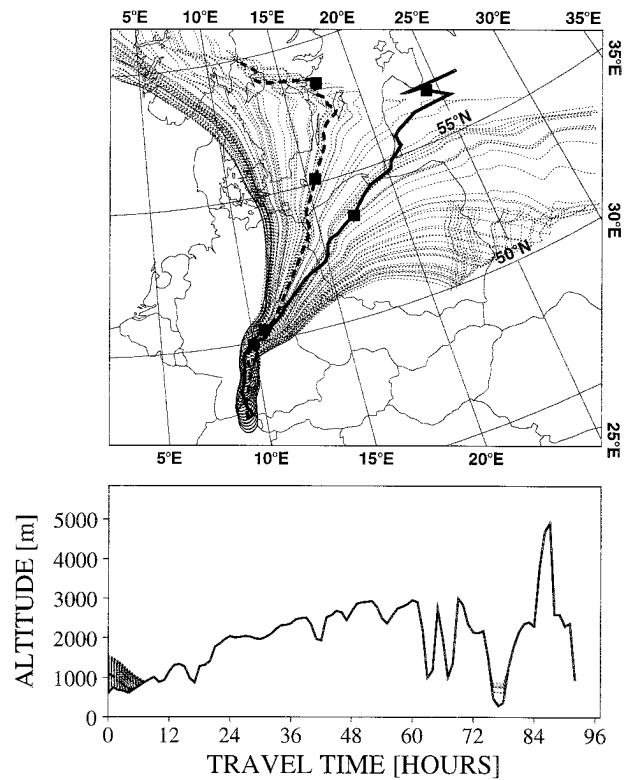 5°E 10°E 15°E 20°E 25°E 30°E 35°E
35°E
55°N
30°E
50°N
25°E
5°E 10°E 15°E 20°E
5000
4000
3000
2000
1000
0
ALTITUDE [m]
0 12 24 36 48 60 72 84 96
TRAVEL TIME [HOURS]